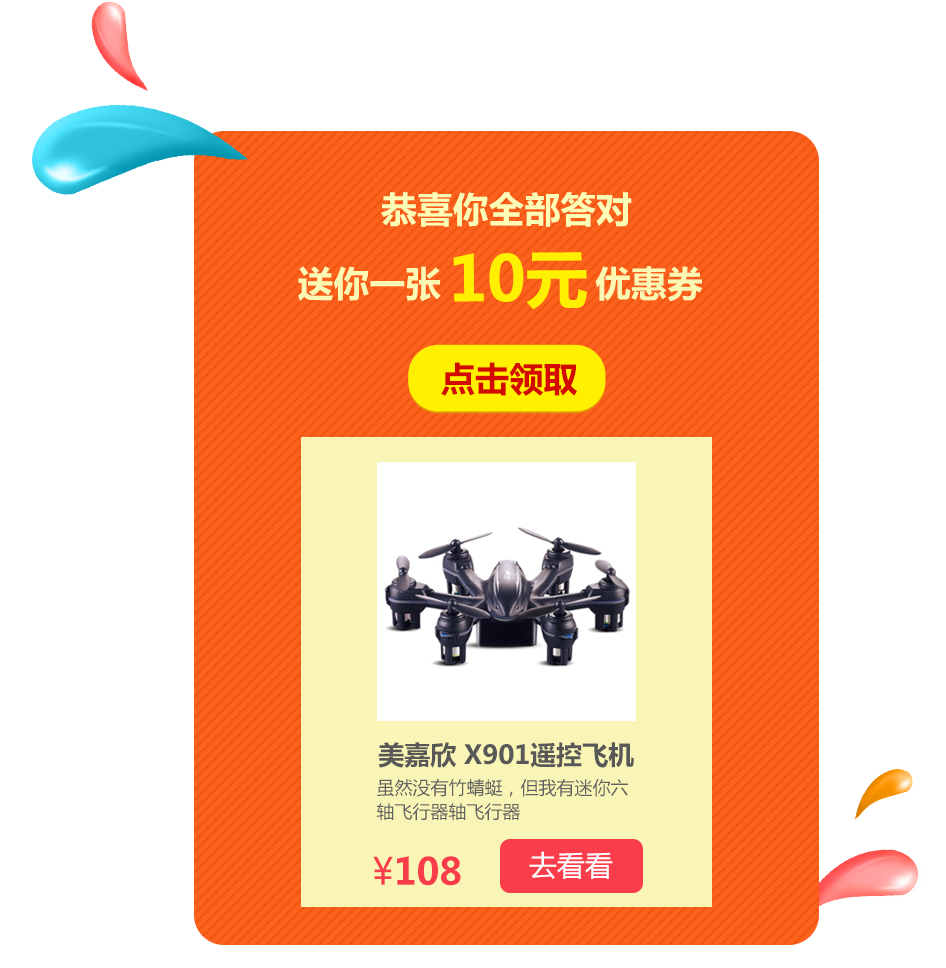 恭喜你全部答对
送你一张 10元 优惠券
点击领取
美嘉欣 X901遥控飞机
虽然没有竹蜻蜓，但我有迷你六
轴飞行器轴飞行器
¥108 去看看